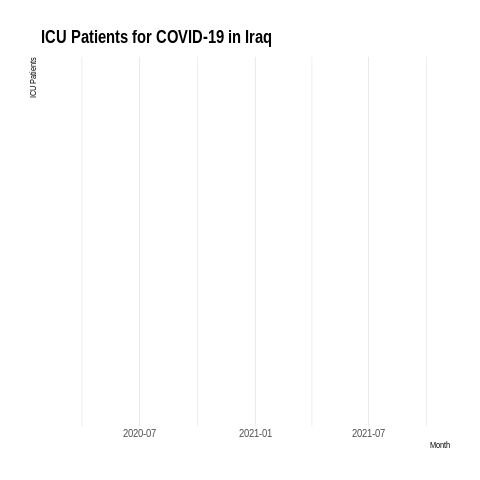 ICU Patients for COVID-19 in Iraq
ICU Patients
2020-07
2021-01
2021-07
Month